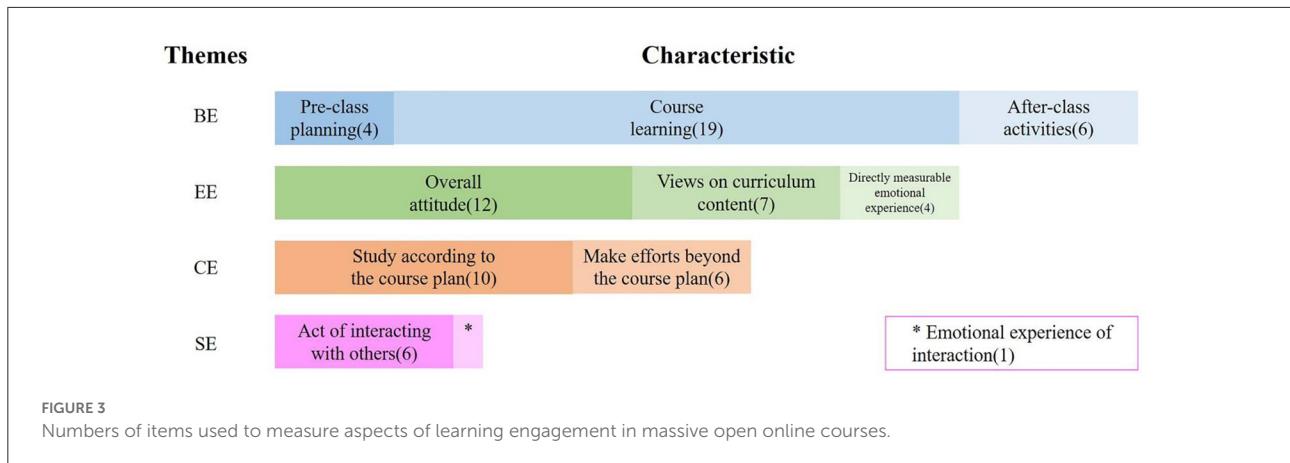 Themes
Characteristic
BE
Pre-class
planning(4)
Course
learning(19)
After-class
activities(6)
EE
Overall
attitude(12)
Views on curriculum
content(7)
Directly measurable
emotional
experience(4)
CE
Study according to
the course plan(10)
Make efforts beyond
the course plan(6)
SE
Act of interacting
with others(6)
*
* Emotional experience of
interaction(1)
FIGURE 3
Numbers of items used to measure aspects of learning engagement in massive open online courses.